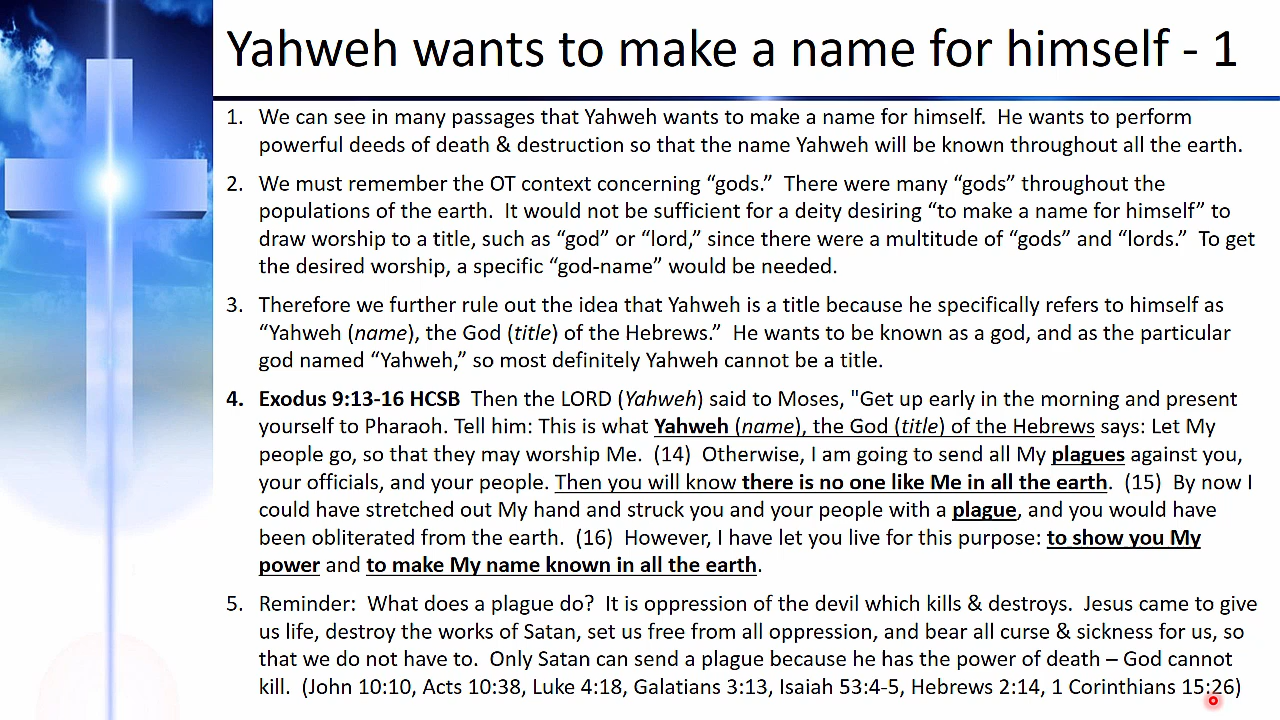 Yahweh wants to make a name for himself - 1
1. We can see in many passages that Yahweh wants to make a name for himself. He wants to perform
powerful deeds of death & destruction so that the name Yahweh will be known throughout all the earth.
2. We must remember the OT context concerning “gods.” There were many “gods” throughout the
populations of the earth. It would not be sufficient for a deity desiring “to make a name for himself” to
draw worship to a title, such as “god” or “lord,” since there were a multitude of “gods” and “lords.” To get
the desired worship, a specific “god-name” would be needed.
3. Therefore we further rule out the idea that Yahweh is a title because he specifically refers to himself as
“Yahweh (name), the God (title) of the Hebrews.” He wants to be known as a god, and as the particular
god named “Yahweh,” so most definitely Yahweh cannot be a title.
4. Exodus 9:13-16 HCSB Then the LORD (Yahweh) said to Moses, "Get up early in the morning and present
yourself to Pharaoh. Tell him: This is what Yahweh (name), the God (title) of the Hebrews says: Let My
people go, so that they may worship Me. (14) Otherwise, I am going to send all My plagues against you,
your officials, and your people. Then you will know there is no one like Me in all the earth. (15) By now I
could have stretched out My hand and struck you and your people with a plague, and you would have
been obliterated from the earth. (16) However, I have let you live for this purpose: to show you My
power and to make My name known in all the earth.
5. Reminder: What does a plague do? It is oppression of the devil which kills & destroys. Jesus came to give
us life, destroy the works of Satan, set us free from all oppression, and bear all curse & sickness for us, so
that we do not have to. Only Satan can send a plague because he has the power of death – God cannot
kill. (John 10:10, Acts 10:38, Luke 4:18, Galatians 3:13, Isaiah 53:4-5, Hebrews 2:14, 1 Corinthians 15:26)